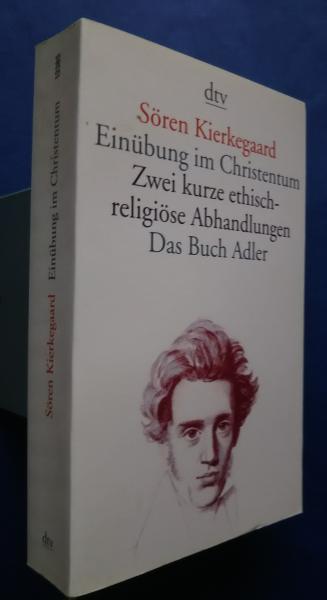 dtv
Sören Kierkegaard
Einübung im Christentum
Zwei kurze ethisch-
religiöse Abhandlungen
Das Buch Adler
Sören Kierkegaard Einübung im Christentum
dtv